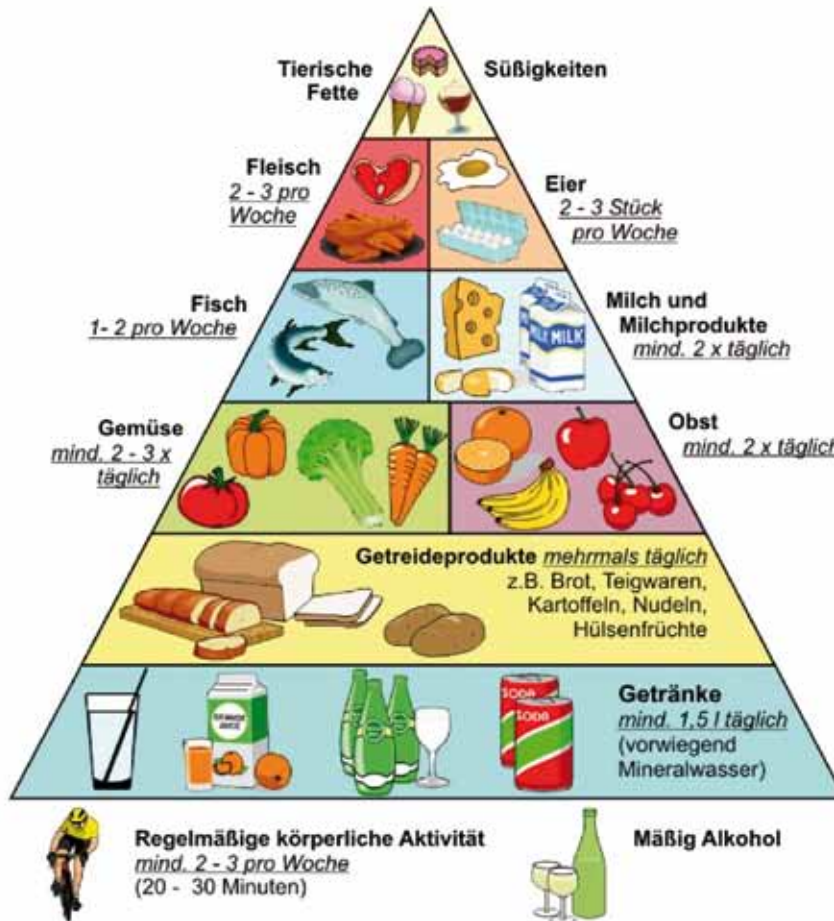 Tierische
Fette
Süßigkeiten
Fleisch
2 - 3 pro
Woche
Eier
2 - 3 Stück
pro Woche
Fisch
1- 2 pro Woche
Milch und
Milchprodukte
mind. 2 x täglich
MILK
MILK
Gemüse
mind. 2 - 3 x
täglich
Obst
mind. 2 x täglich
Getreideprodukte mehrmals täglich
z.B. Brot, Teigwaren,
Kartoffeln, Nudeln,
Hülsenfrüchte
Getränke
mind. 1,5 l täglich
(vorwiegend
Mineralwasser)
SODA
SODA
Regelmäßige körperliche Aktivität
mind. 2 - 3 pro Woche
(20 - 30 Minuten)
Mäßig Alkohol